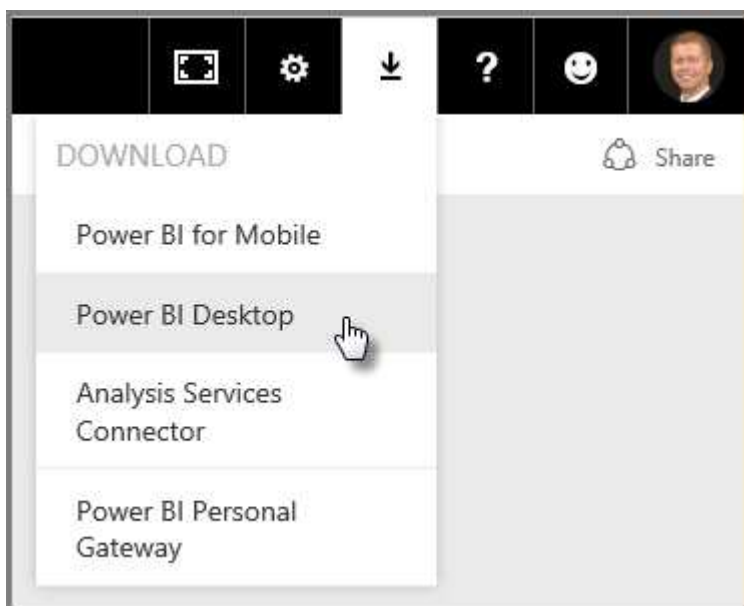 ?
DOWNLOAD
Share
Power BI for Mobile
Power BI Desktop
Analysis Services
Connector
Power BI Personal
Gateway